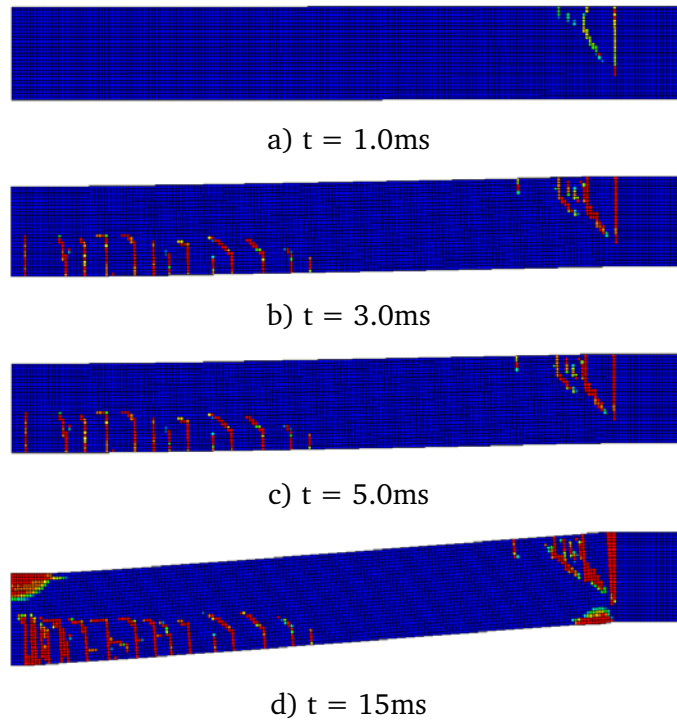 a) t = 1.0ms
b) t = 3.0ms
c) t = 5.0ms
d) t = 15ms